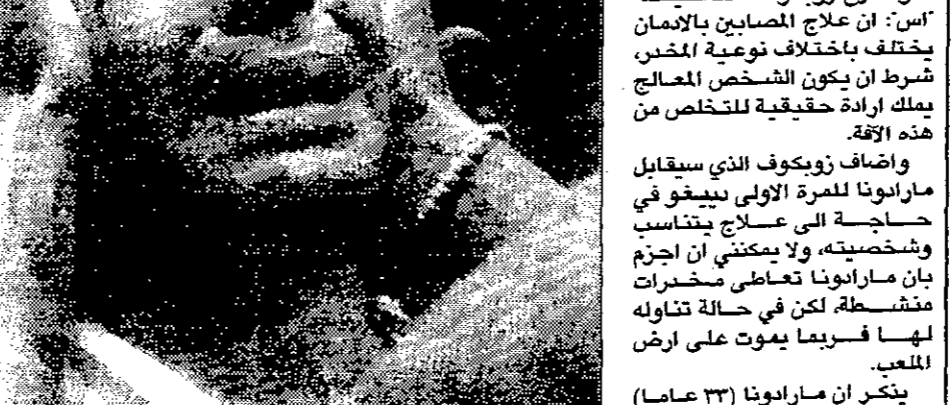 "اس": ان علاج المصابين بالادمان
يختلف باختلاف نوعية المخدر،
شرط ان يكون الشخص المعالج
يملك ارادة حقيقية للتخلص من
هذه الآفة.
واضاف زوبكوف الذي سيقابل
مارادونا للمرة الاولى دييغو في
حاجة الى علاج يتناسب
وشخصيته، ولا يمكنني ان اجزم
بان مارادونا تعاطى مخدرات
منشطة، لكن في حالة تناوله
لها فربما يموت على ارض
الملعب.
يذكر ان مارادونا (٣٣ عاما)